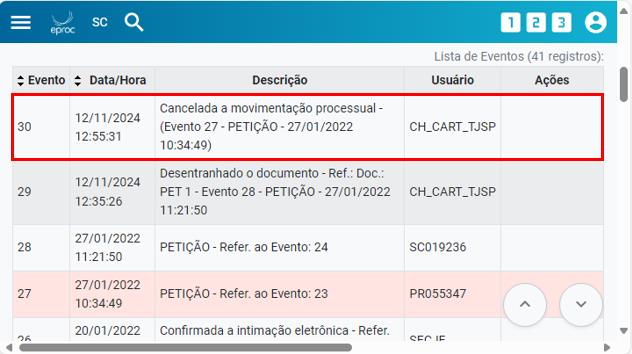 eproc SC 1 2 3
Lista de Eventos (41 registros):
Evento Data/Hora Descrição Usuário Ações
30 12/11/2024 12:55:31 Cancelada a movimentação processual - (Evento 27 - PETIÇÃO - 27/01/2022 10:34:49) CH_CART_TJSP
29 12/11/2024 12:35:26 Desentranhado o documento - Ref.: Doc.: PET 1 - Evento 28 - PETIÇÃO - 27/01/2022 11:21:50 CH_CART_TJSP
28 27/01/2022 11:21:50 PETIÇÃO - Refer. ao Evento: 24 SC019236
27 27/01/2022 10:34:49 PETIÇÃO - Refer. ao Evento: 23 PR055347
20/01/2022 Confirmada a intimação eletrônica - Refer.